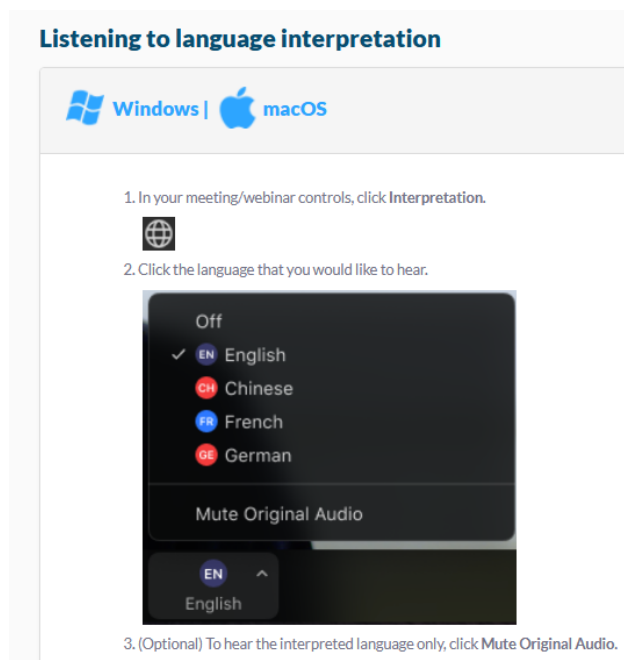 Listening to language interpretation
Windows | macOS
1. In your meeting/webinar controls, click Interpretation.
2. Click the language that you would like to hear.
Off
EN English
CH Chinese
FR French
GE German
Mute Original Audio
EN
English
3. (Optional) To hear the interpreted language only, click Mute Original Audio.